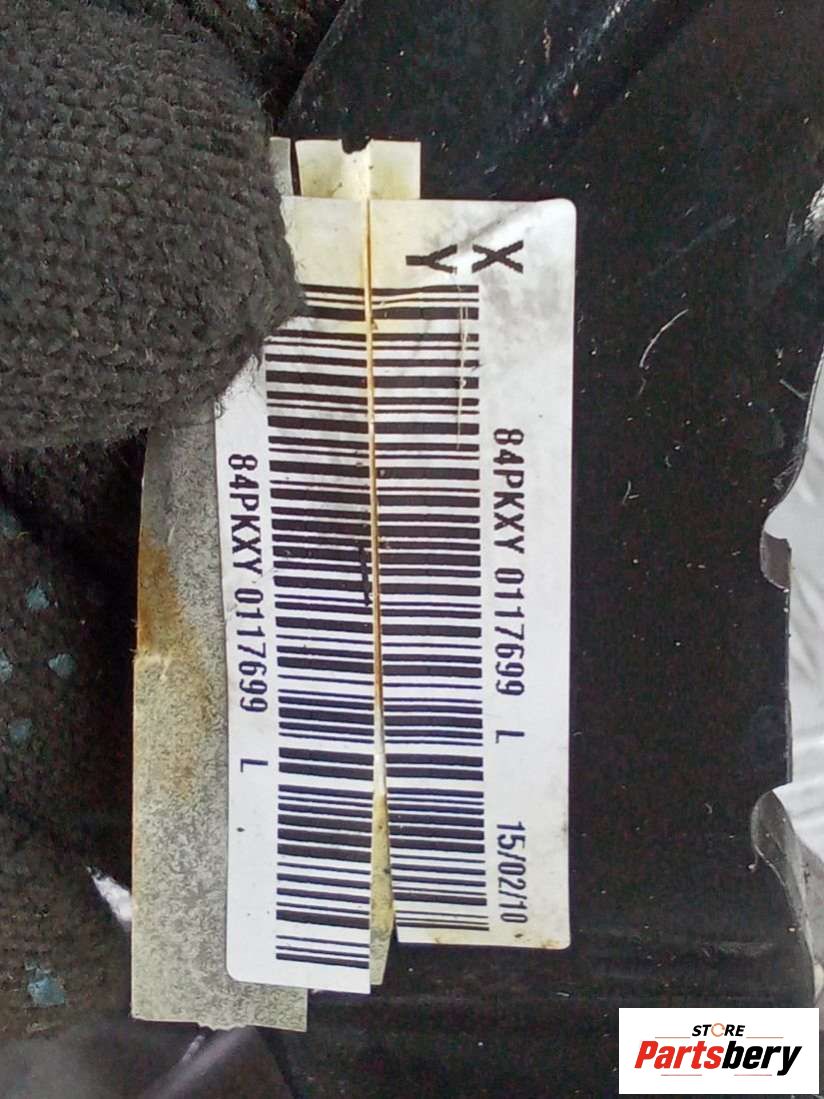 X
Y
84PKXY 0117699 L 15/02/10
84PKXY 0117699 L
STORE
Partsbery